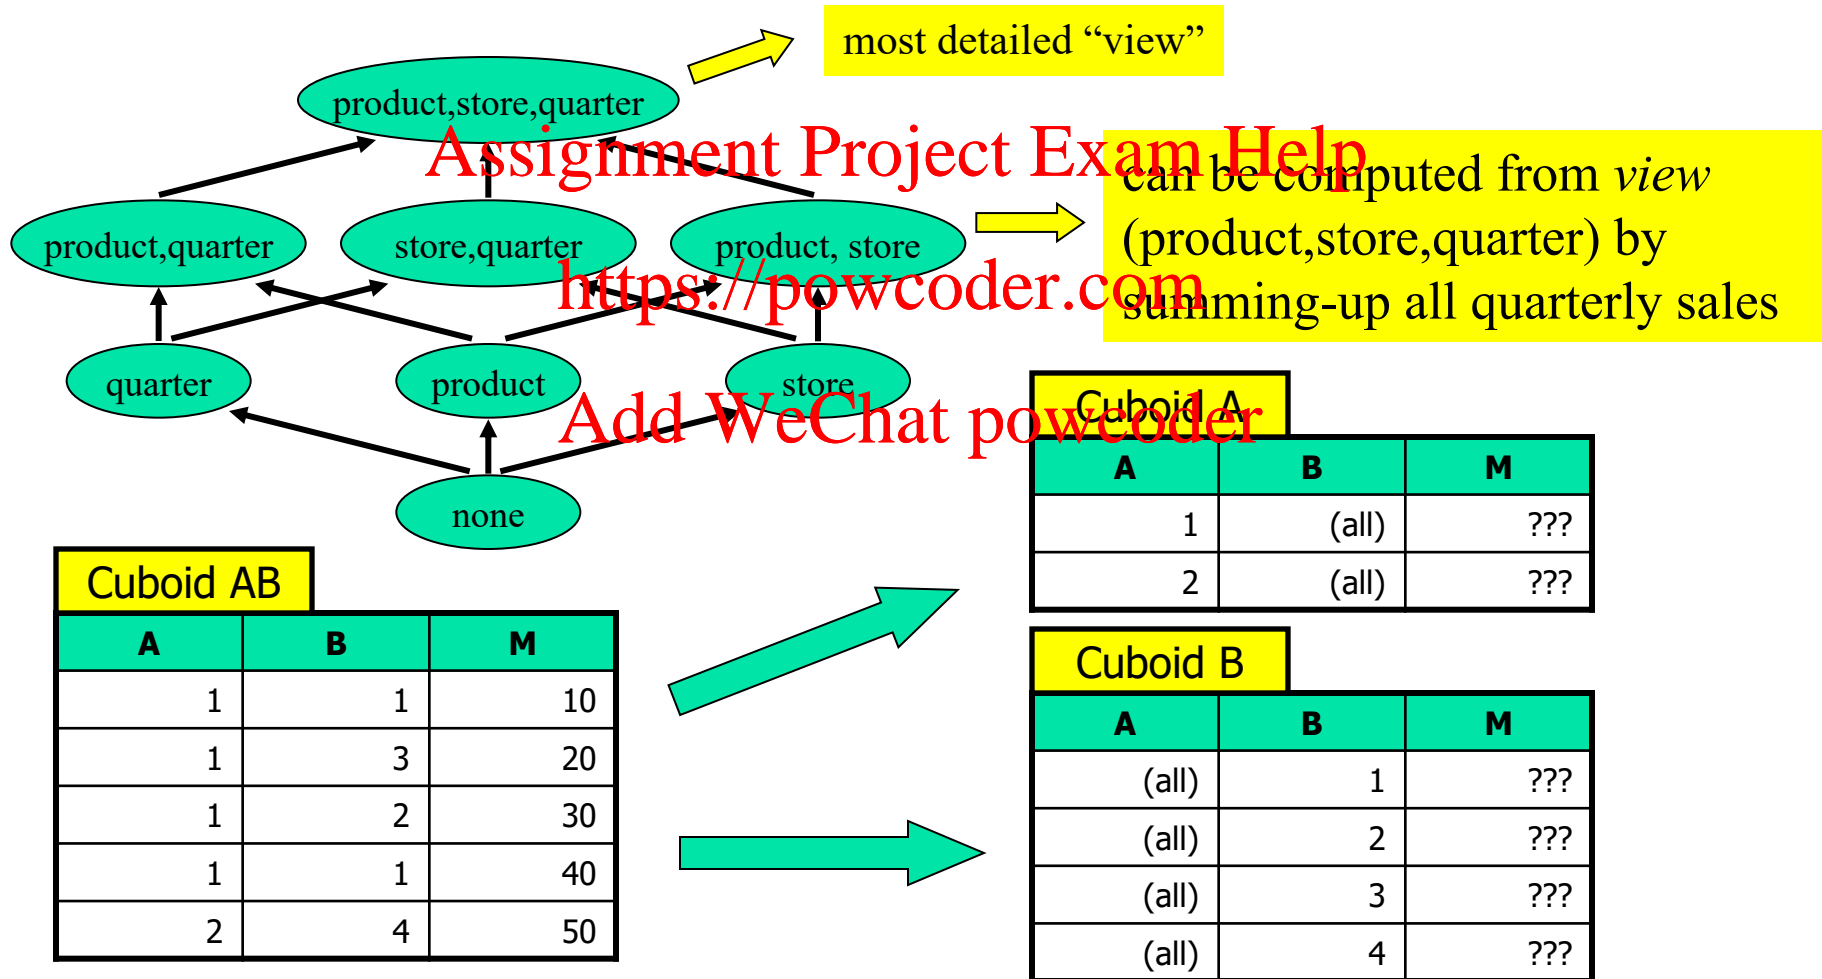 most detailed “view”
product,store,quarter
Assignment Project Exam Help
can be computed from view
(product,store,quarter) by
summing-up all quarterly sales
product,quarter
store,quarter
product, store
https://powcoder.com
quarter
product
store
Add WeChat powcoder
none
Cuboid A
A B M
1 (all) ???
2 (all) ???
Cuboid AB
A B M
1 1 10
1 3 20
1 2 30
1 1 40
2 4 50
Cuboid B
A B M
(all) 1 ???
(all) 2 ???
(all) 3 ???
(all) 4 ???